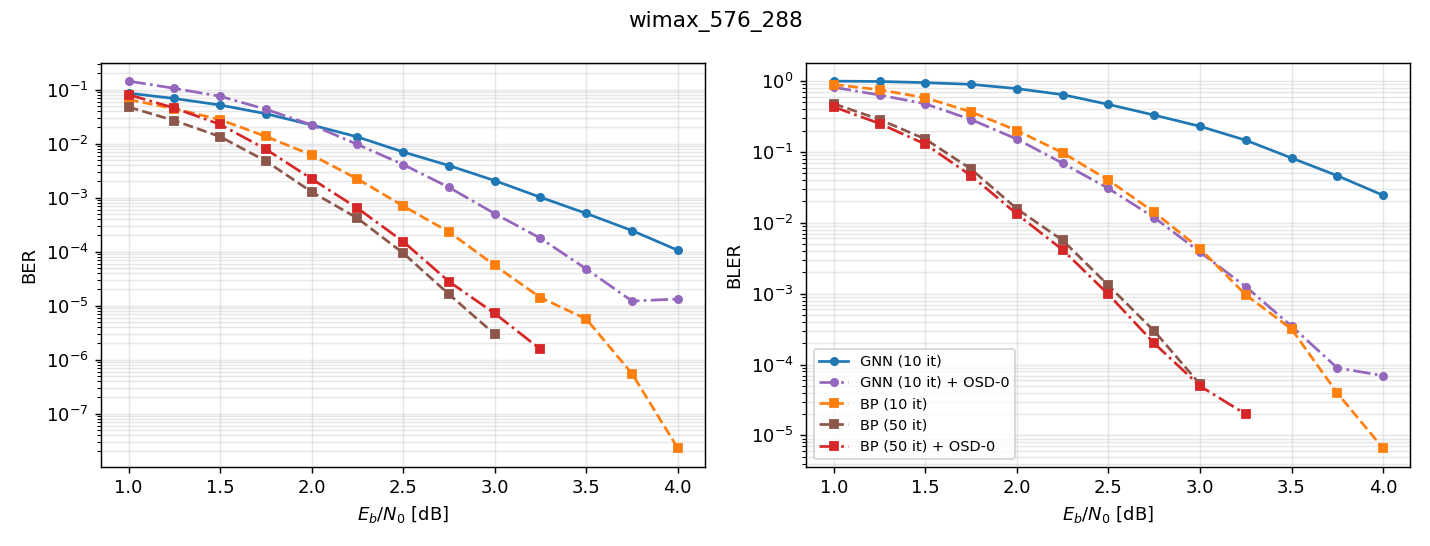 wimax_576_288
BER
10⁻¹
10⁻²
10⁻³
10⁻⁴
10⁻⁵
10⁻⁶
10⁻⁷
1.0 1.5 2.0 2.5 3.0 3.5 4.0
E_b/N_0 [dB]
BLER
10⁰
10⁻¹
10⁻²
10⁻³
10⁻⁴
10⁻⁵
GNN (10 it)
GNN (10 it) + OSD-0
BP (10 it)
BP (50 it)
BP (50 it) + OSD-0
1.0 1.5 2.0 2.5 3.0 3.5 4.0
E_b/N_0 [dB]